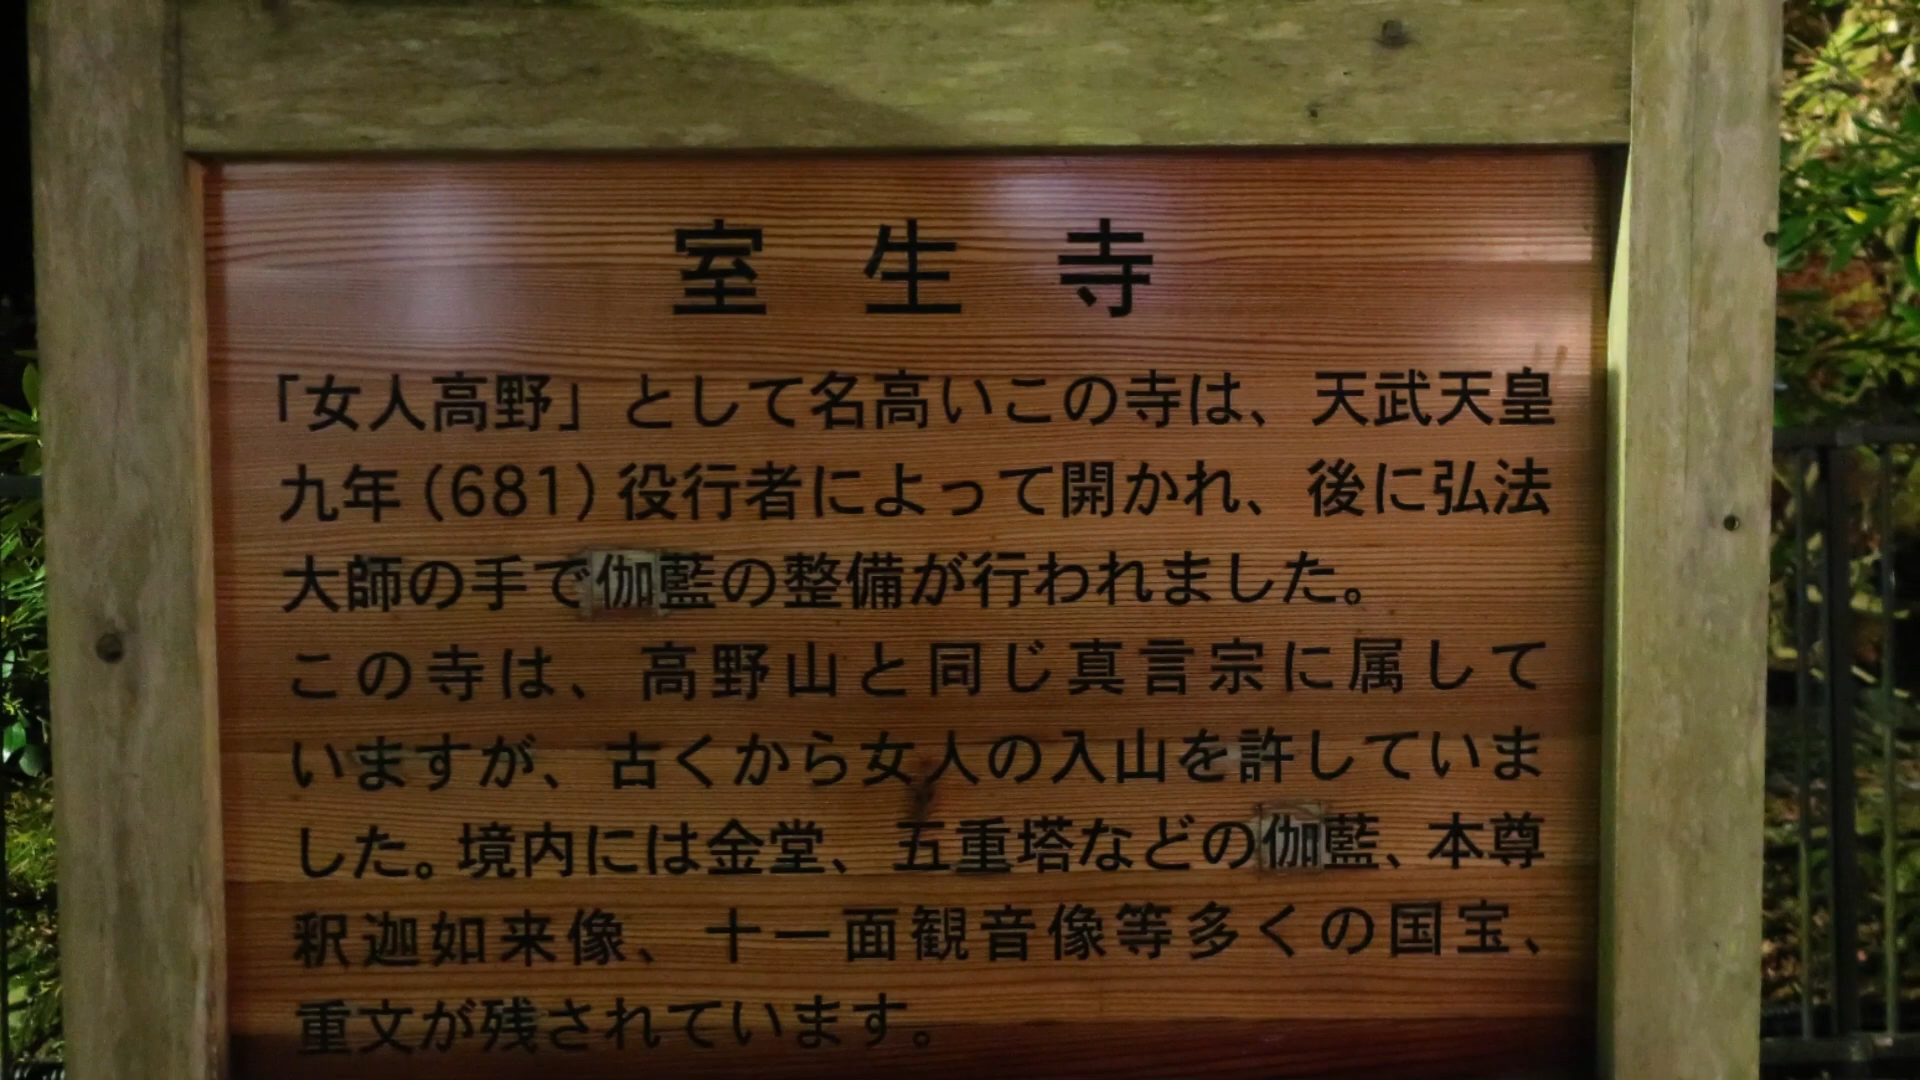 室生寺
「女人高野」として名高いこの寺は、天武天皇
九年(681)役行者によって開かれ、後に弘法
大師の手で伽藍の整備が行われました。
この寺は、高野山と同じ真言宗に属して
いますが、古くから女人の入山を許していま
した。境内には金堂、五重塔などの伽藍、本尊
釈迦如来像、十一面観音像等多くの国宝、
重文が残されています。